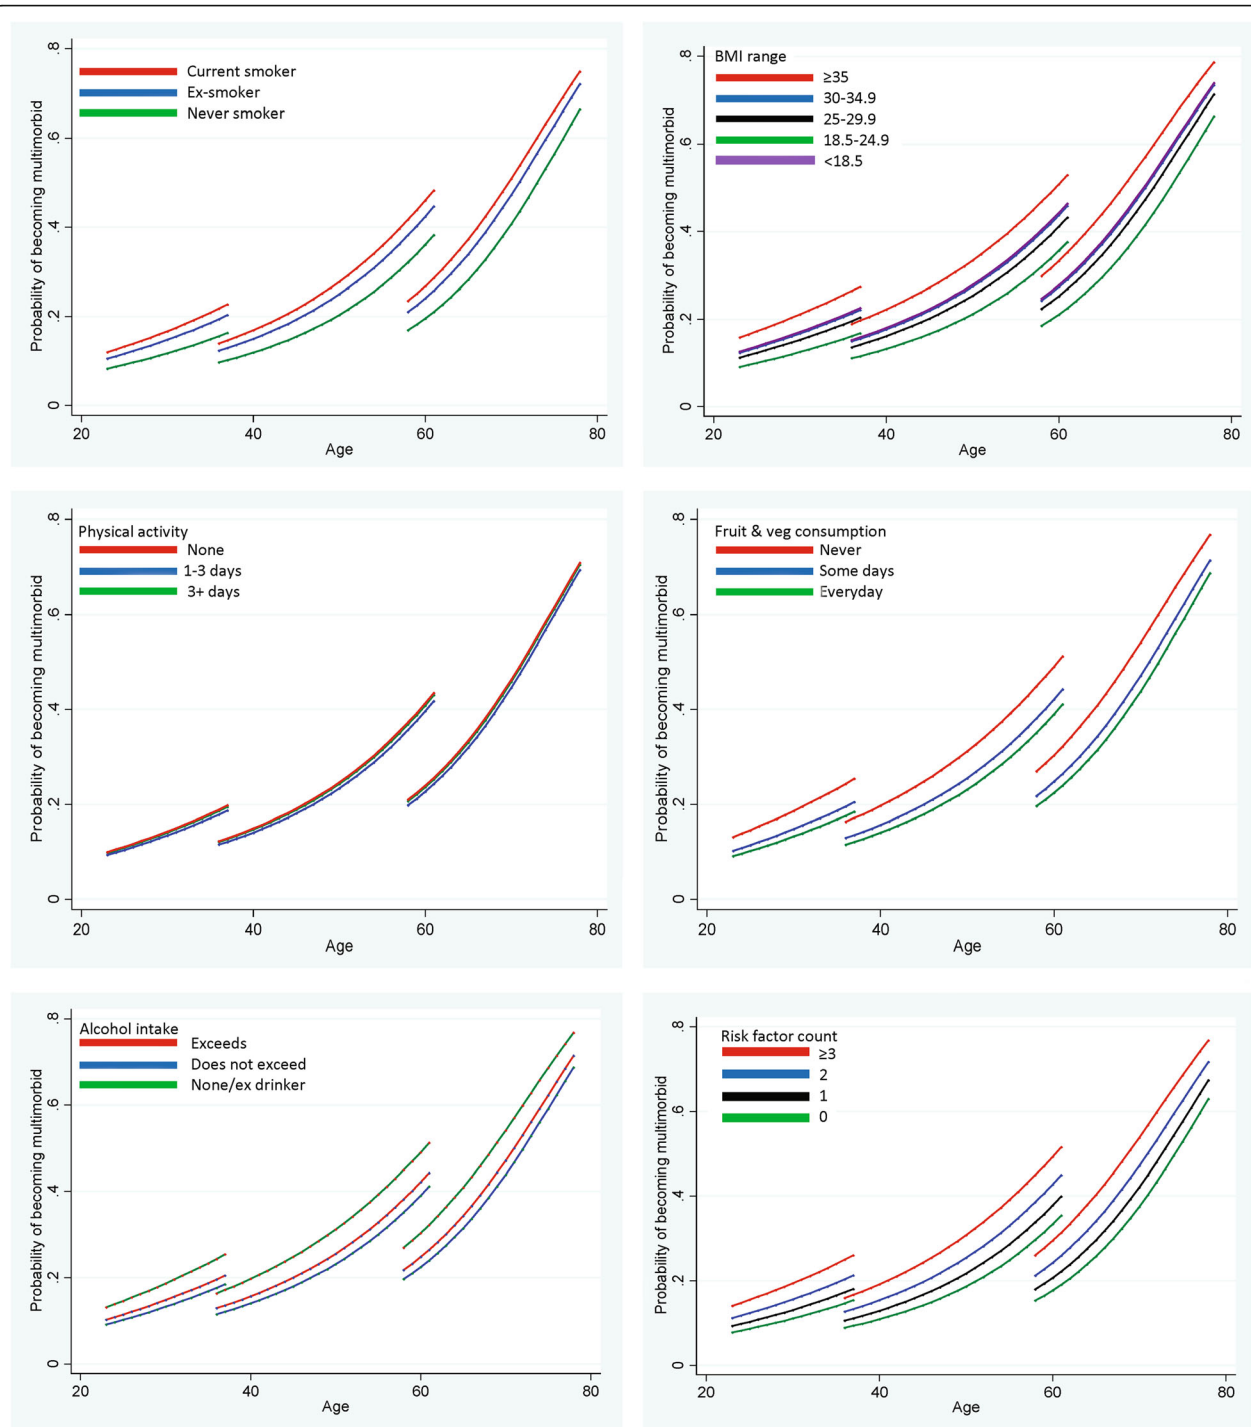 Probability of becoming multimorbid
.8
.6
.4
.2
0
Current smoker
Ex-smoker
Never smoker
20
40
60
80
Age
Probability of becoming multimorbid
.8
.6
.4
.2
0
BMI range
≥35
30-34.9
25-29.9
18.5-24.9
<18.5
20
40
60
80
Age
Probability of becoming multimorbid
.8
.6
.4
.2
0
Physical activity
None
1-3 days
3+ days
20
40
60
80
Age
Probability of becoming multimorbid
.8
.6
.4
.2
0
Fruit & veg consumption
Never
Some days
Everyday
20
40
60
80
Age
Probability of becoming multimorbid
.8
.6
.4
.2
0
Alcohol intake
Exceeds
Does not exceed
None/ex drinker
20
40
60
80
Age
Probability of becoming multimorbid
.8
.6
.4
.2
0
Risk factor count
≥3
2
1
0
20
40
60
80
Age